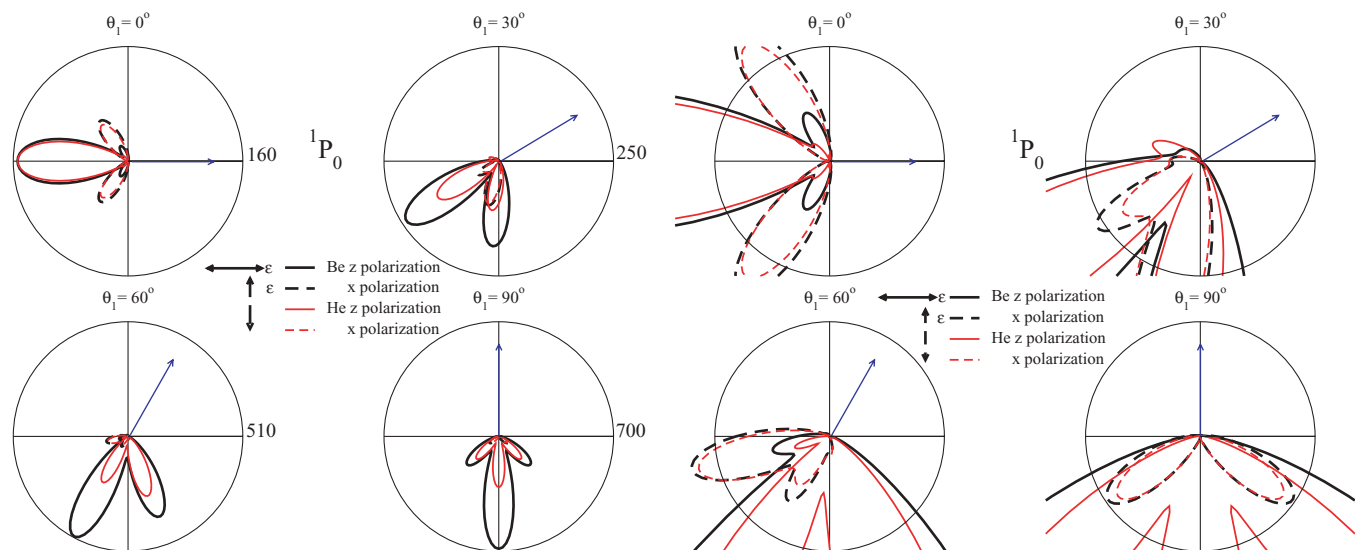 θ₁= 0°
θ₁= 30°
θ₁= 0°
θ₁= 30°
160
¹P₀
250
¹P₀
ε Be z polarization
ε x polarization
He z polarization
x polarization
ε Be z polarization
ε x polarization
He z polarization
x polarization
θ₁= 60°
θ₁= 90°
θ₁= 60°
θ₁= 90°
510
700